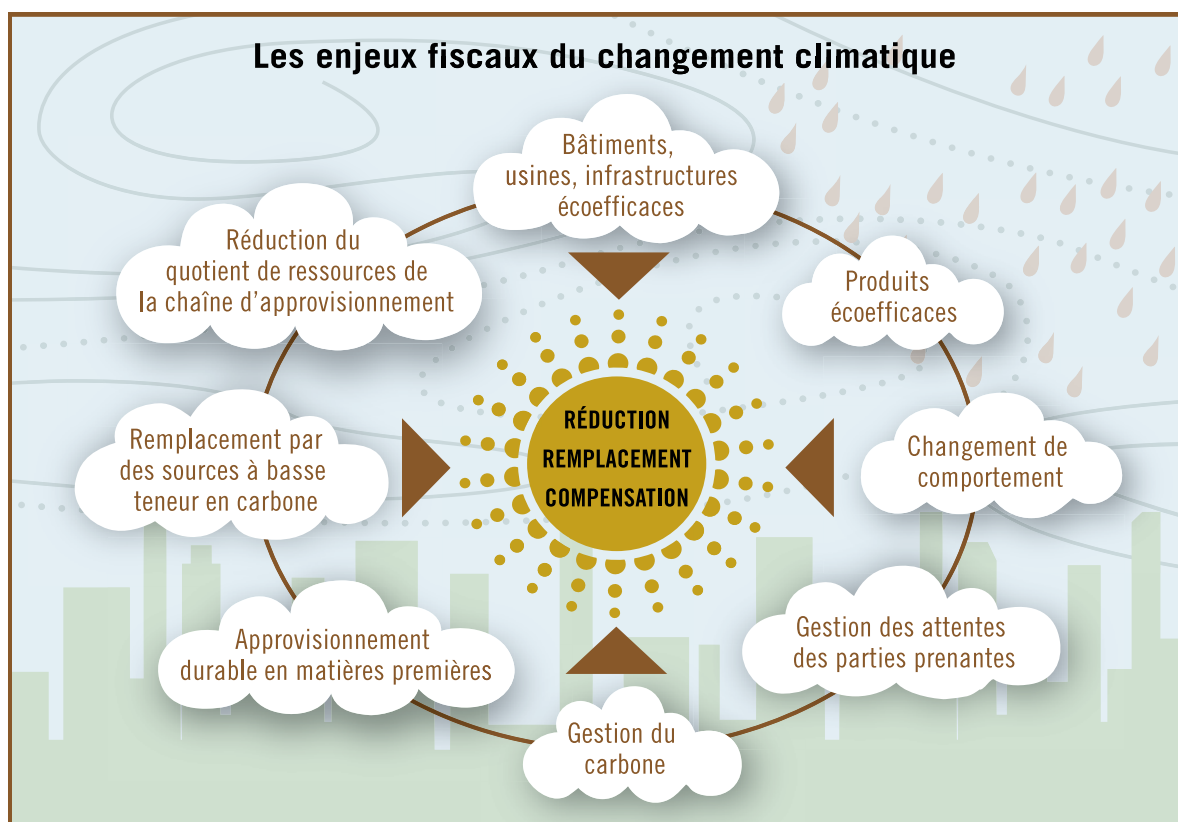 Les enjeux fiscaux du changement climatique
Bâtiments,
usines, infrastructures
écoefficaces
Réduction du
quotient de ressources de
la chaîne d'approvisionnement
Produits
écoefficaces
RÉDUCTION
REMPLACEMENT
COMPENSATION
Remplacement par
des sources à basse
teneur en carbone
Changement de
comportement
Approvisionnement
durable en matières premières
Gestion des attentes
des parties prenantes
Gestion du
carbone